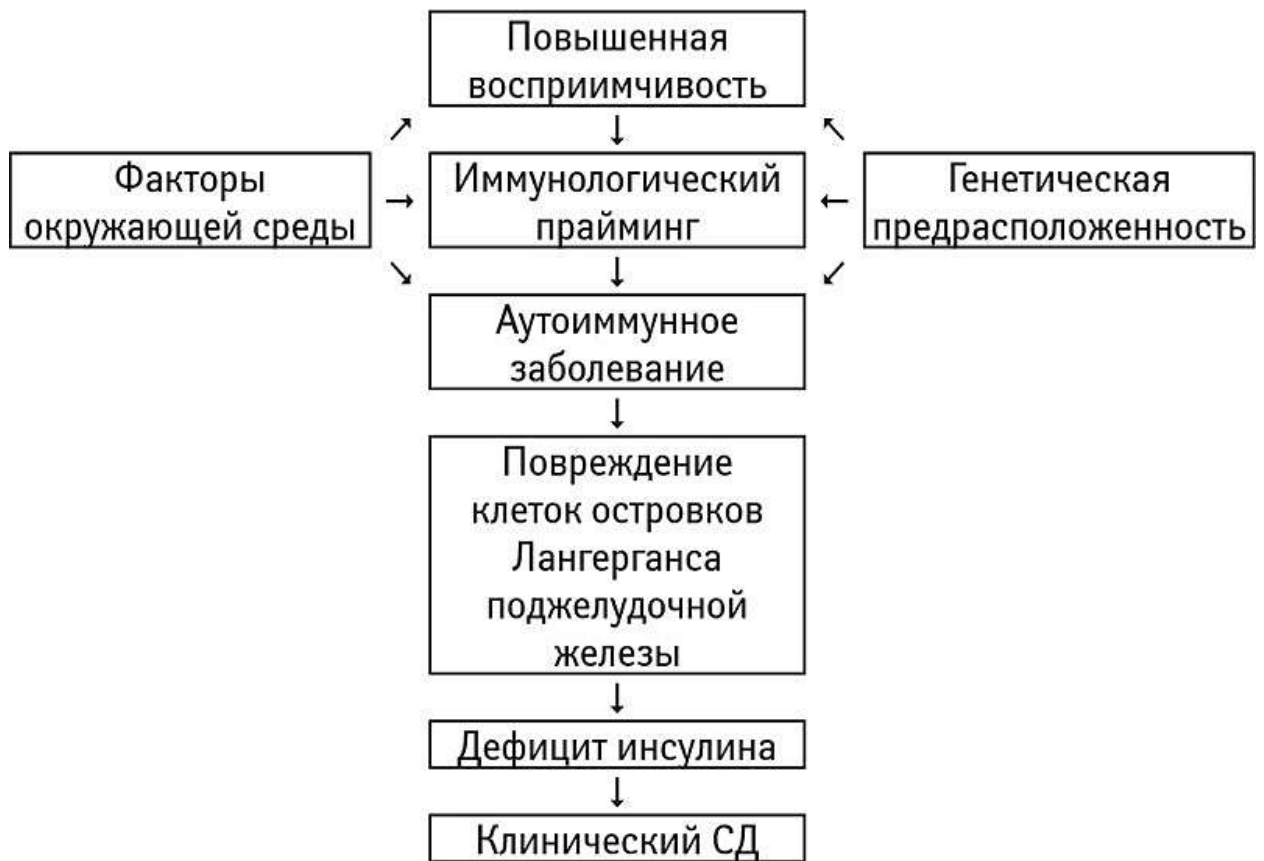 Повышенная
восприимчивость
Факторы
окружающей среды
Иммунологический
прайминг
Генетическая
предрасположенность
Аутоиммунное
заболевание
Повреждение
клеток островков
Лангерганса
поджелудочной
железы
Дефицит инсулина
Клинический СД